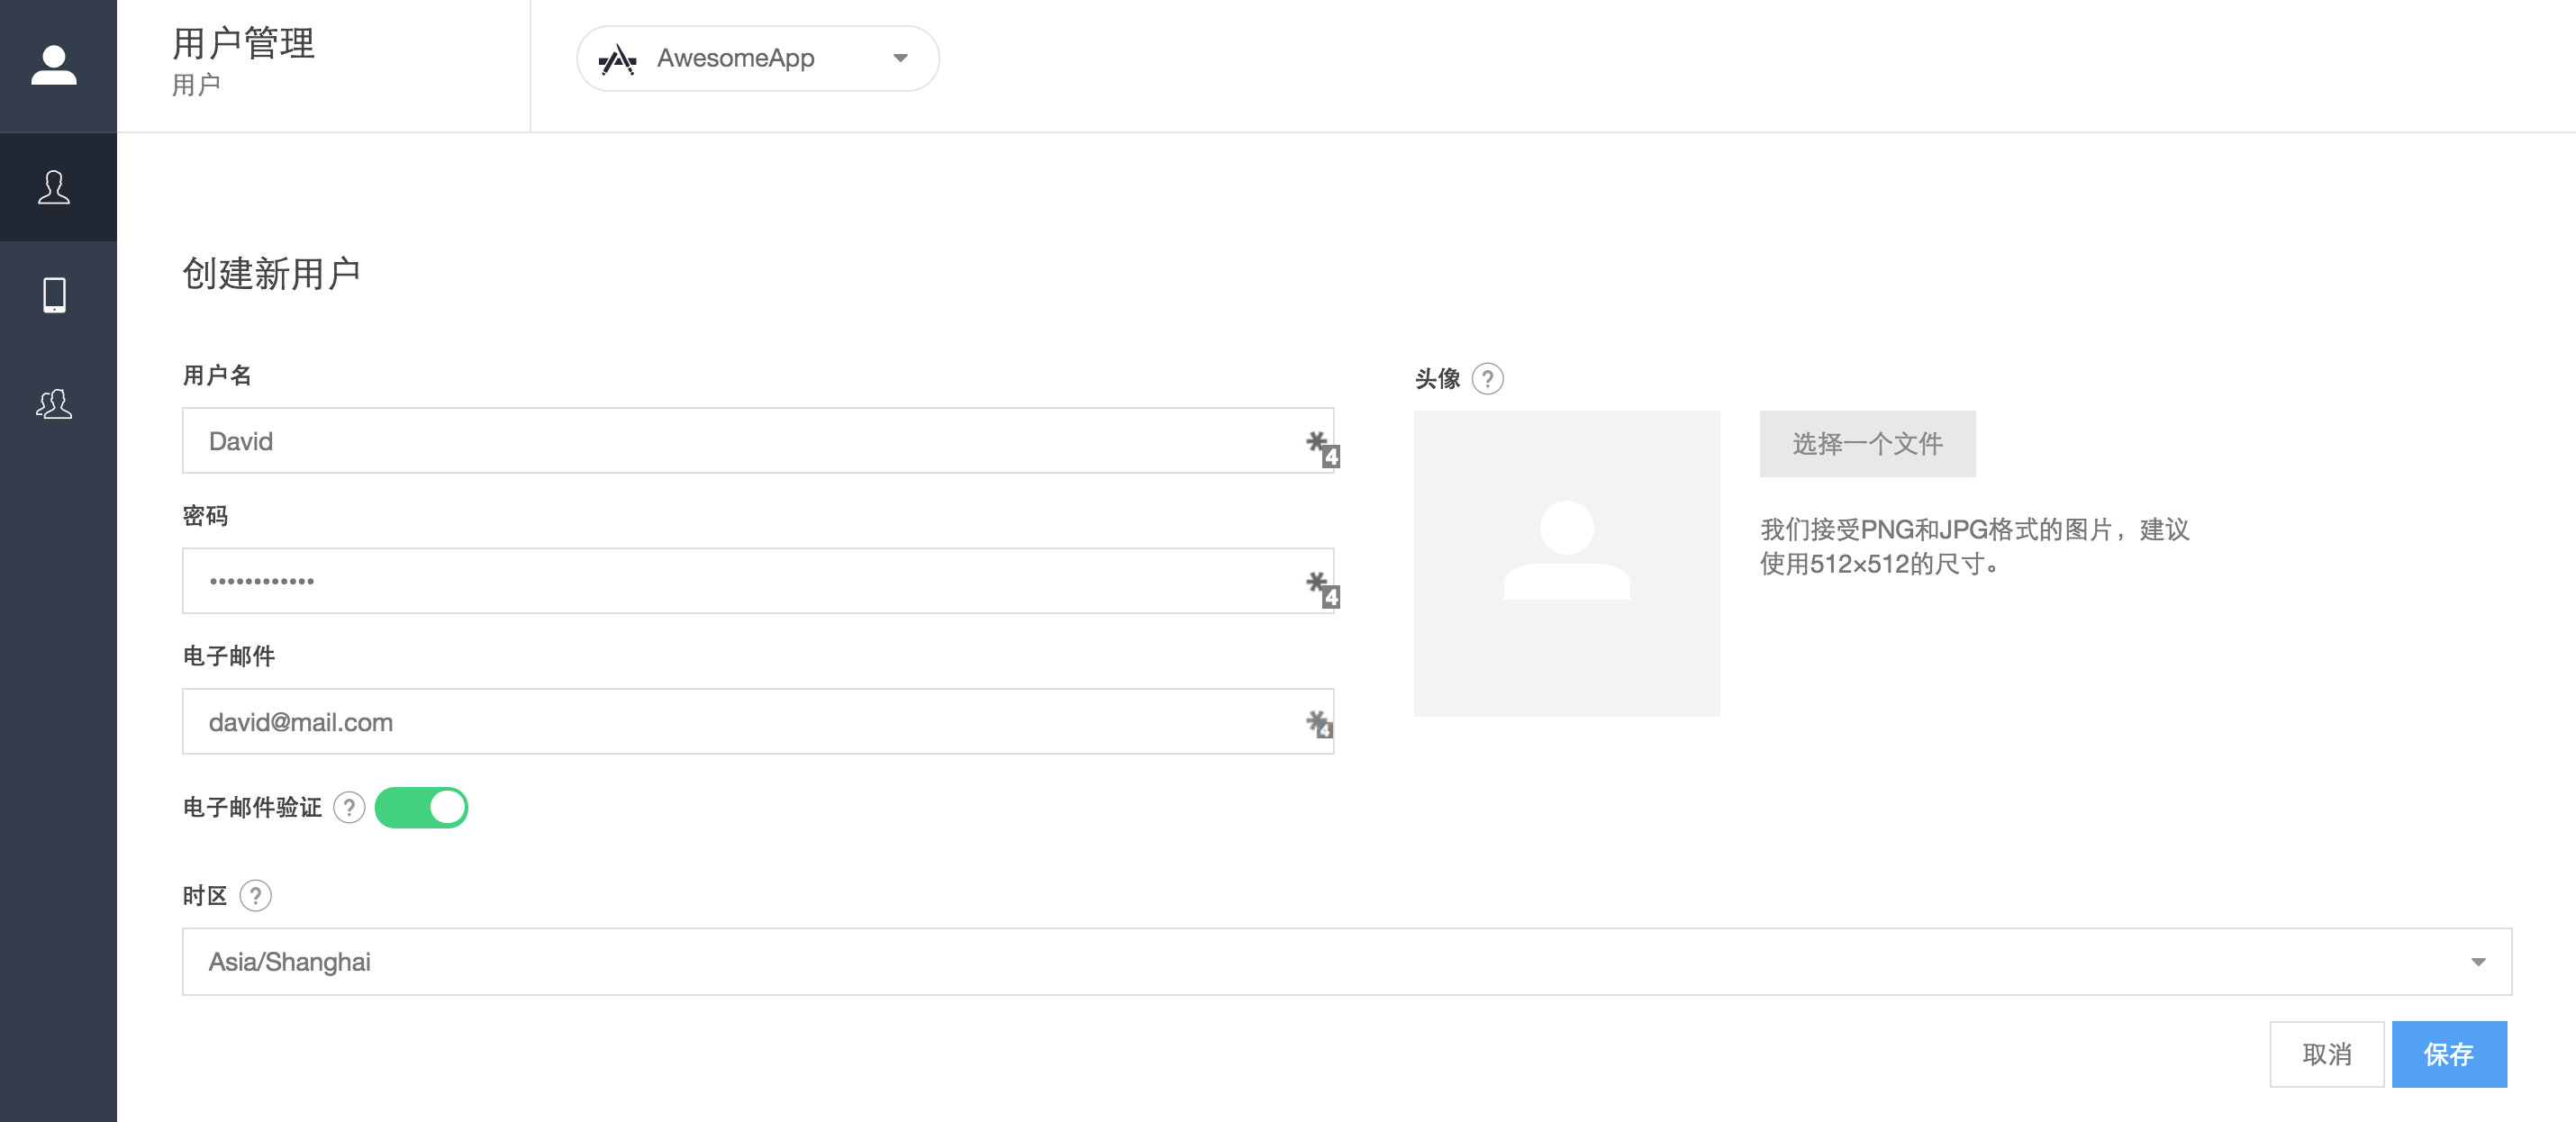 用户管理
用户
AwesomeApp
创建新用户
用户名
David
4
密码
••••••••••••
4
电子邮件
david@mail.com
4
电子邮件验证 ?
时区 ?
Asia/Shanghai
头像 ?
选择一个文件
我们接受PNG和JPG格式的图片，建议
使用512×512的尺寸。
取消
保存